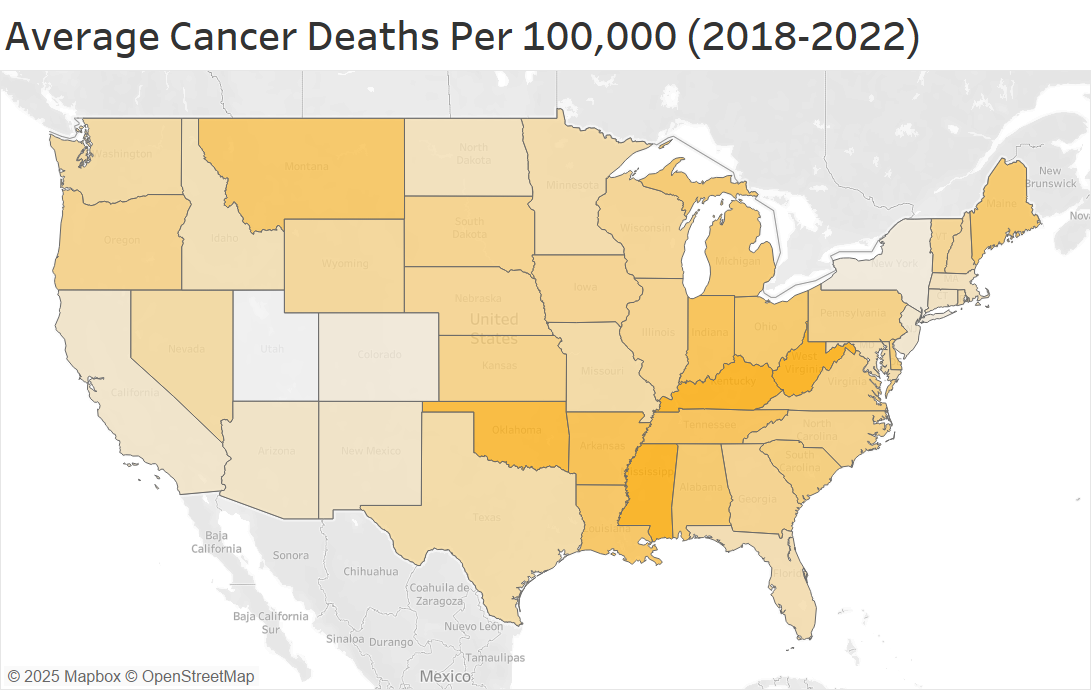 Average Cancer Deaths Per 100,000 (2018-2022)
Washington
Montana
North
Dakota
Minnesota
New
Brunswick
Maine
Oregon
Idaho
South
Dakota
Wisconsin
Michigan
New York
Wyoming
Nebraska
Iowa
Pennsylvania
United
States
Nevada
Utah
Colorado
Kansas
Missouri
Illinois
Indiana
Ohio
West
Virginia
Virginia
Kentucky
California
Arizona
New Mexico
Oklahoma
Arkansas
Tennessee
North
Carolina
South
Carolina
Mississippi
Alabama
Georgia
Texas
Louisiana
Florida
Baja
California
Sonora
Chihuahua
Coahuila de
Zaragoza
Baja California
Sur
Sinaloa
Durango
Nuevo León
Tamaulipas
Mexico
© 2025 Mapbox © OpenStreetMap